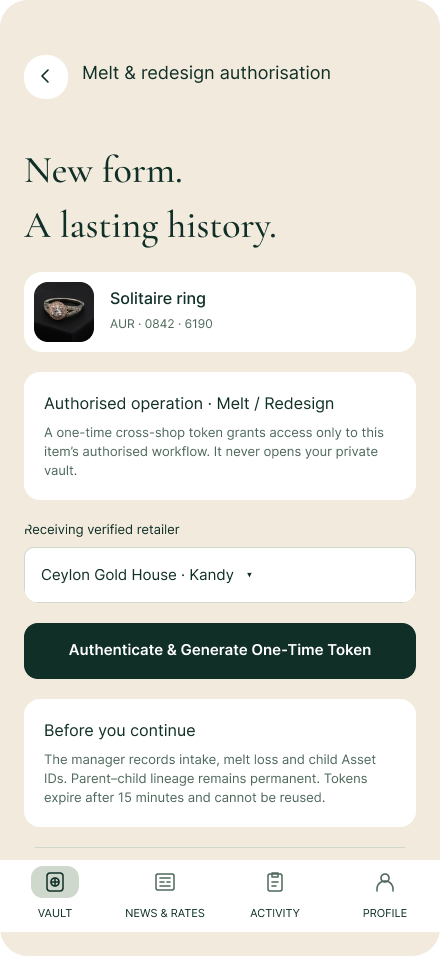 Melt & redesign authorisation
New form.
A lasting history.
Solitaire ring
AUR · 0842 · 6190
Authorised operation · Melt / Redesign
A one-time cross-shop token grants access only to this
item’s authorised workflow. It never opens your private
vault.
Receiving verified retailer
Ceylon Gold House · Kandy
Authenticate & Generate One-Time Token
Before you continue
The manager records intake, melt loss and child Asset
IDs. Parent–child lineage remains permanent. Tokens
expire after 15 minutes and cannot be reused.
VAULT
NEWS & RATES
ACTIVITY
PROFILE